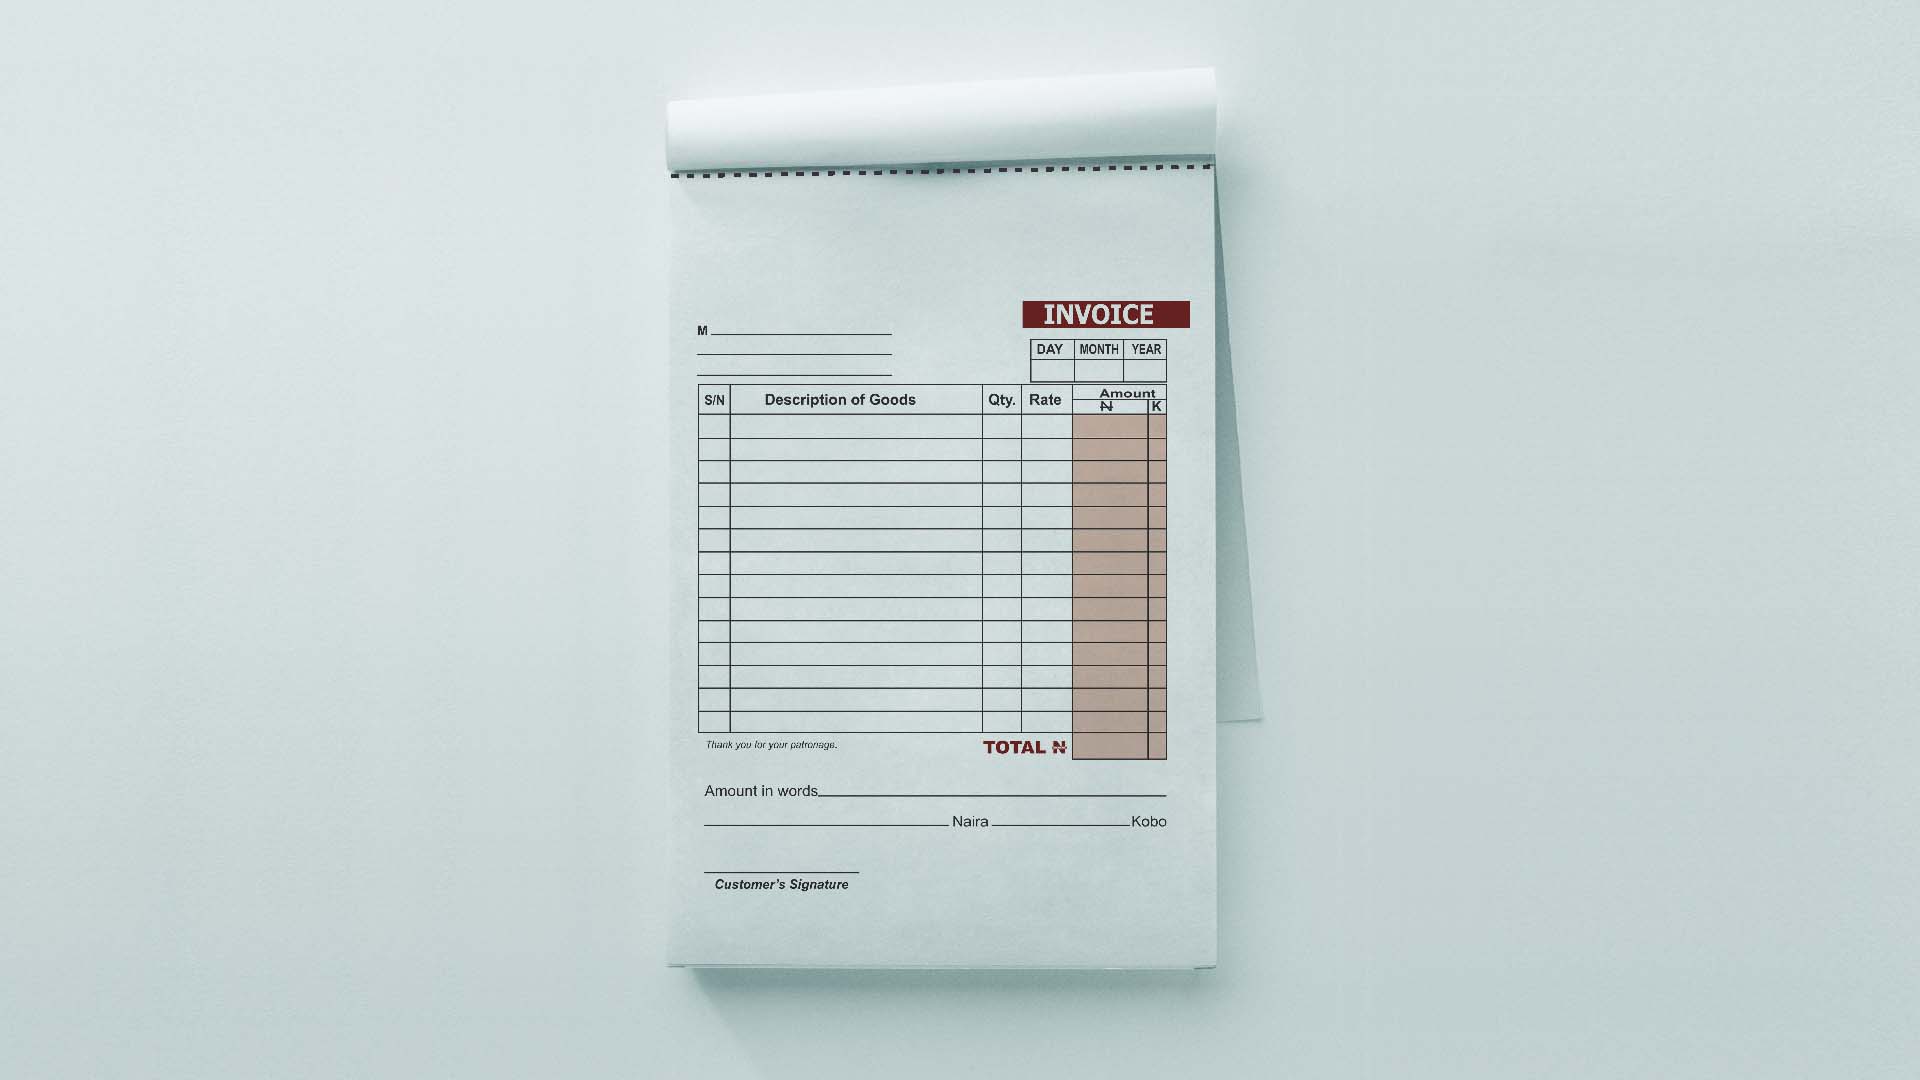 INVOICE
M
DAY MONTH YEAR
S/N Description of Goods Qty. Rate Amount
₦ K
Thank you for your patronage. TOTAL ₦
Amount in words
Naira Kobo
Customer's Signature